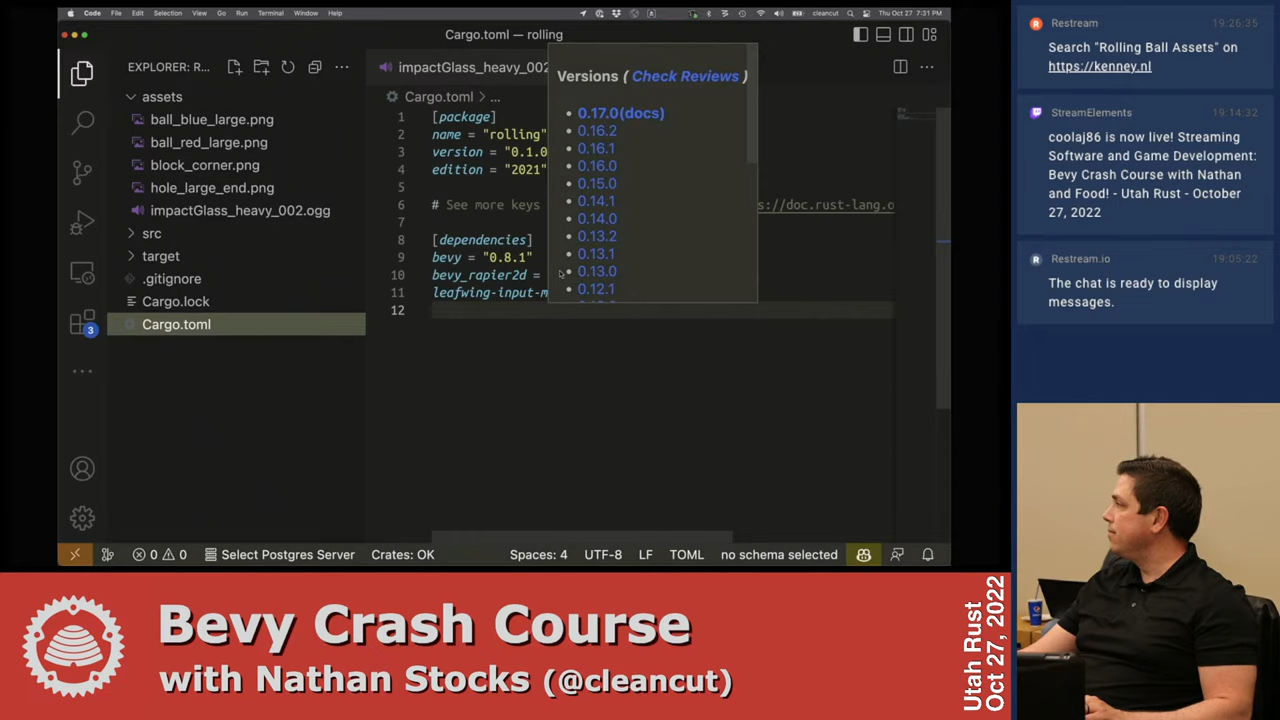 Code File Edit Selection View Go Run Terminal Window Help
cleancut Thu Oct 27 7:31 PM
Cargo.toml — rolling
EXPLORER: R...
assets
ball_blue_large.png
ball_red_large.png
block_corner.png
hole_large_end.png
impactGlass_heavy_002.ogg
src
target
.gitignore
Cargo.lock
Cargo.toml
3
impactGlass_heavy_002
Cargo.toml > ...
1 [package]
2 name = "rolling"
3 version = "0.1.0
4 edition = "2021"
5
6 # See more keys s://doc.rust-lang.o
7
8 [dependencies]
9 bevy = "0.8.1"
10 bevy_rapier2d =
11 leafwing-input-m
12
Versions ( Check Reviews )
• 0.17.0(docs)
• 0.16.2
• 0.16.1
• 0.16.0
• 0.15.0
• 0.14.1
• 0.14.0
• 0.13.2
• 0.13.1
• 0.13.0
• 0.12.1
0 0 Select Postgres Server Crates: OK Spaces: 4 UTF-8 LF TOML no schema selected
Restream 19:26:35
Search "Rolling Ball Assets" on
https://kenney.nl
StreamElements 19:14:32
coolaj86 is now live! Streaming
Software and Game Development:
Bevy Crash Course with Nathan
and Food! - Utah Rust - October
27, 2022
Restream.io 19:05:22
The chat is ready to display
messages.
Bevy Crash Course
with Nathan Stocks (@cleancut)
Utah Rust
Oct 27, 2022